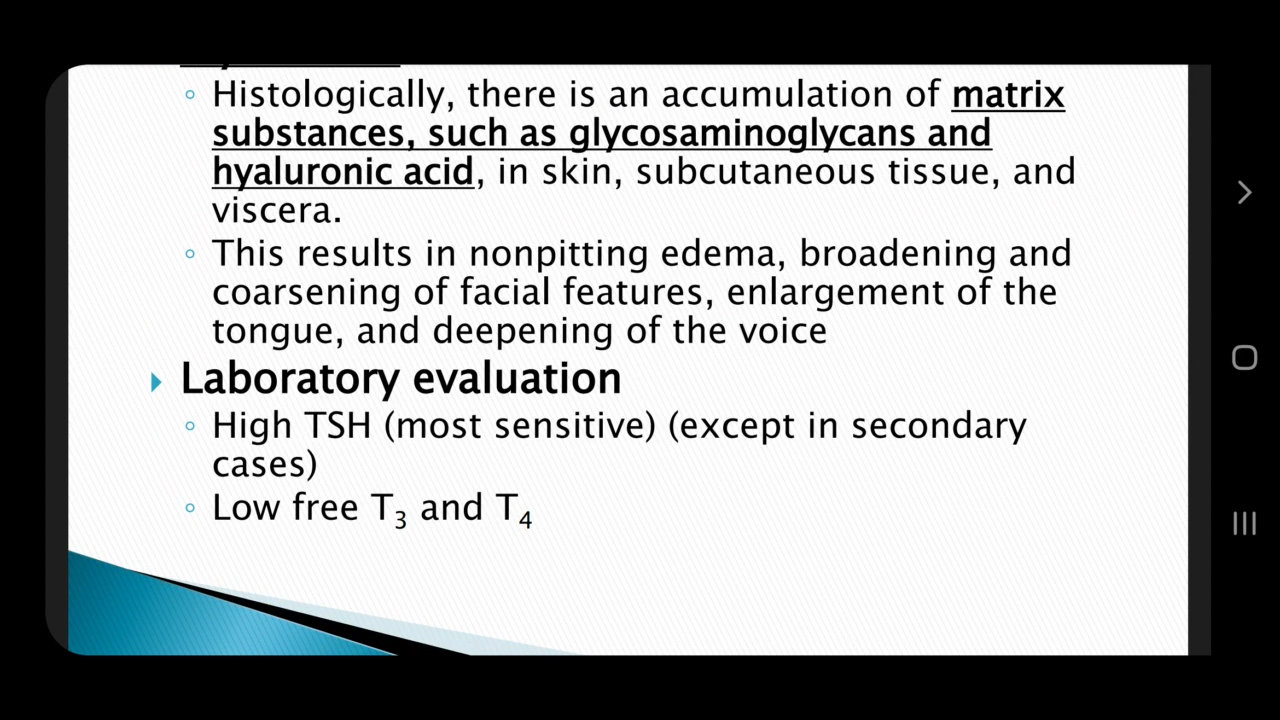 ◦ Histologically, there is an accumulation of matrix
substances, such as glycosaminoglycans and
hyaluronic acid, in skin, subcutaneous tissue, and
viscera.
◦ This results in nonpitting edema, broadening and
coarsening of facial features, enlargement of the
tongue, and deepening of the voice
Laboratory evaluation
◦ High TSH (most sensitive) (except in secondary
cases)
◦ Low free T₃ and T₄